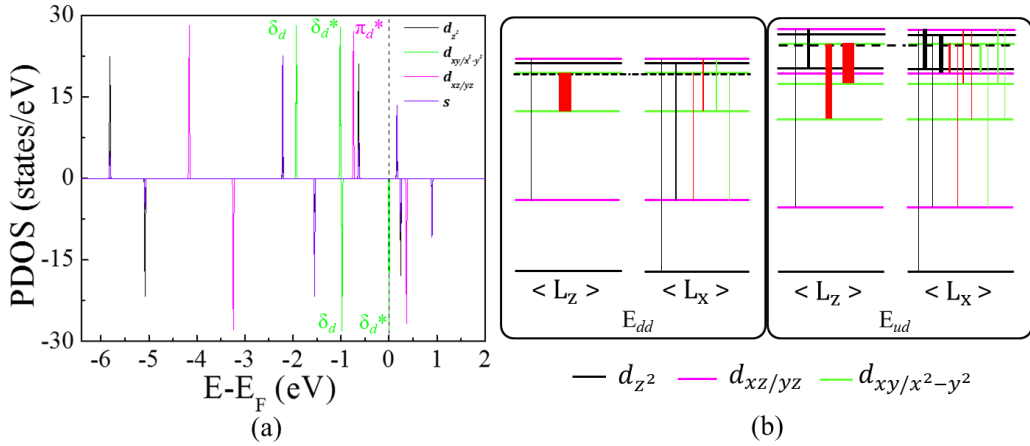 δ_d δ_d* π_d*
d_z²
d_xy/x²-y²
d_xz/yz
s
30
15
0
-15
-30
PDOS (states/eV)
δ_d δ_d*
-6 -5 -4 -3 -2 -1 0 1 2
E-E_F (eV)
(a)
< L_z > < L_x >
E_dd
< L_z > < L_x >
E_ud
d_z² d_xz/yz d_xy/x²−y²
(b)